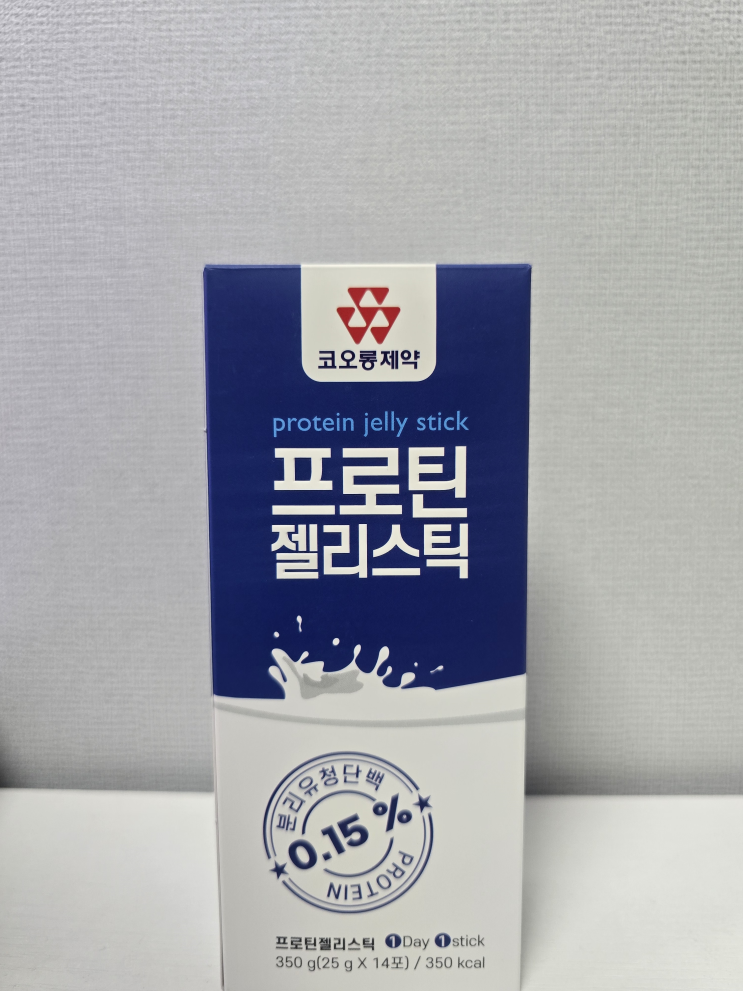 코오롱제약
protein jelly stick
프로틴
젤리스틱
분리유청단백
0.15 %
PROTEIN
프로틴젤리스틱 1Day 1stick
350 g(25 g X 14포) / 350 kcal